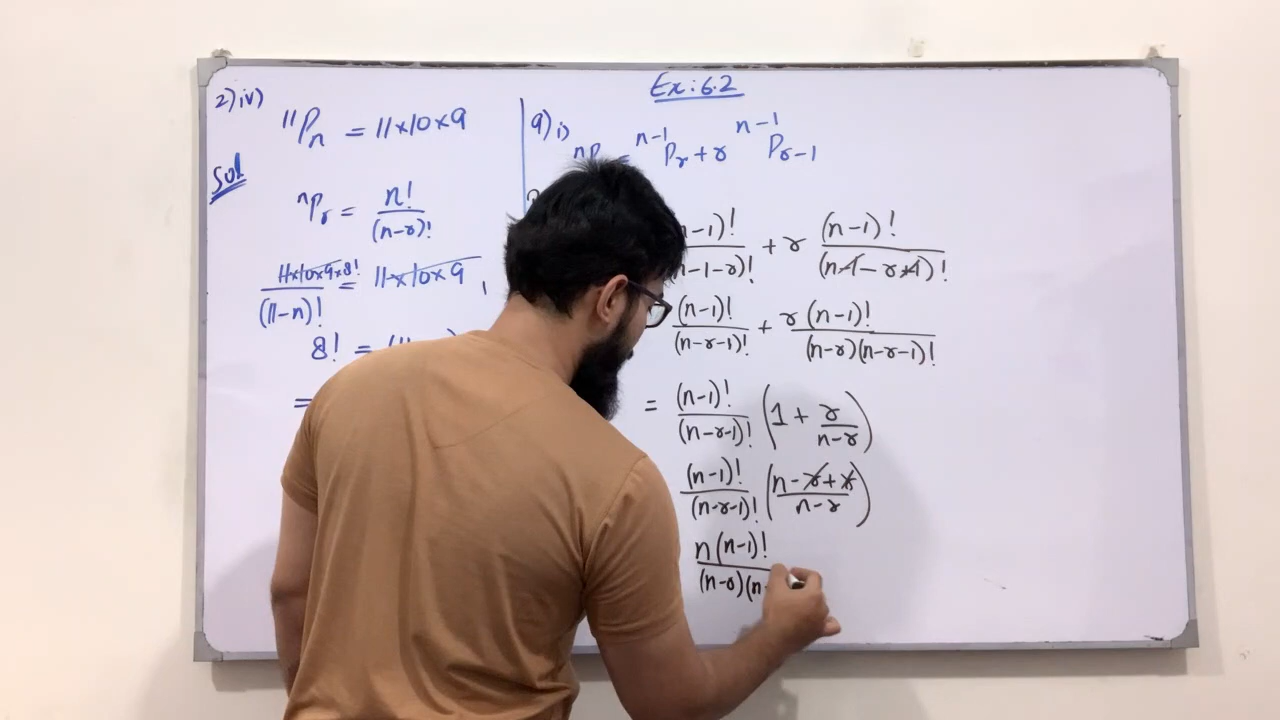 Ex: 6.2
2) iv)
¹¹Pₙ = 11×10×9
Sol
ⁿPᵣ = n!/(n-r)!
11×10×9×8!/(11-n)! = 11×10×9 ,
8! = (11
=
9) i)
ⁿP = ⁿ⁻¹Pᵣ + r ⁿ⁻¹Pᵣ₋₁
n-1)!/n-1-r)! + r (n-1)!/(n-1-r+1)!
(n-1)!/(n-r-1)! + r(n-1)!/(n-r)(n-r-1)!
= (n-1)!/(n-r-1)! (1 + r/n-r)
(n-1)!/(n-r-1)! (n-r+r/n-r)
n(n-1)!/(n-r)(n-